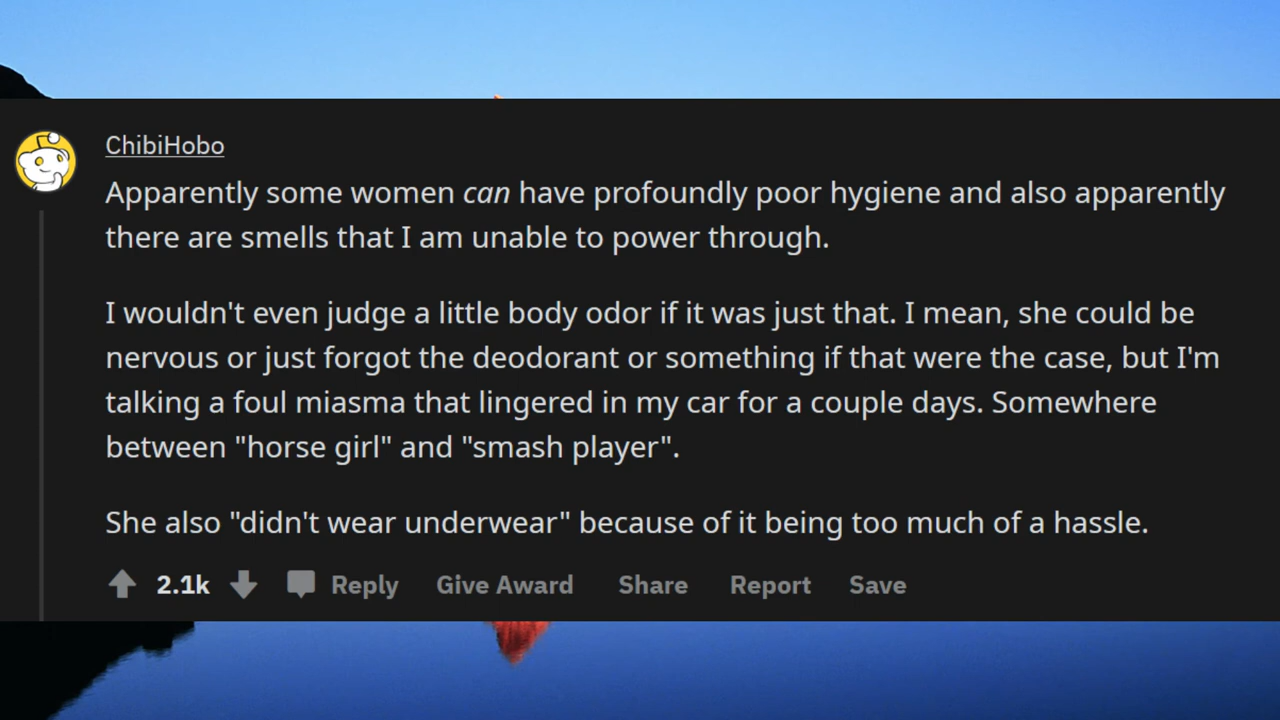 ChibiHobo
Apparently some women can have profoundly poor hygiene and also apparently
there are smells that I am unable to power through.
I wouldn't even judge a little body odor if it was just that. I mean, she could be
nervous or just forgot the deodorant or something if that were the case, but I'm
talking a foul miasma that lingered in my car for a couple days. Somewhere
between "horse girl" and "smash player".
She also "didn't wear underwear" because of it being too much of a hassle.
2.1k Reply Give Award Share Report Save